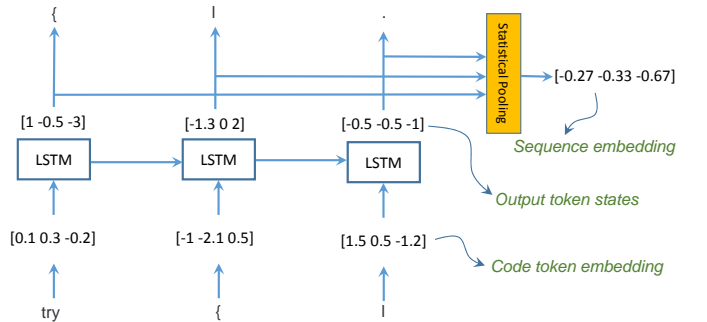 {
l
.
Statistical Pooling
[-0.27 -0.33 -0.67]
[1 -0.5 -3]
[-1.3 0 2]
[-0.5 -0.5 -1]
Sequence embedding
LSTM
LSTM
LSTM
Output token states
[0.1 0.3 -0.2]
[-1 -2.1 0.5]
[1.5 0.5 -1.2]
Code token embedding
try
{
l